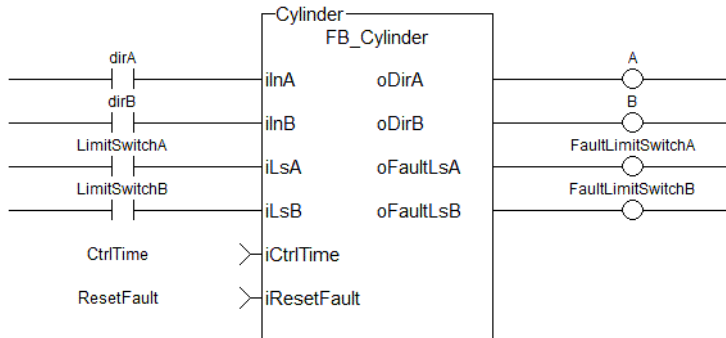 Cylinder
FB_Cylinder
dirA
iInA oDirA
A
dirB
iInB oDirB
B
LimitSwitchA
iLsA oFaultLsA
FaultLimitSwitchA
LimitSwitchB
iLsB oFaultLsB
FaultLimitSwitchB
CtrlTime
iCtrlTime
ResetFault
iResetFault